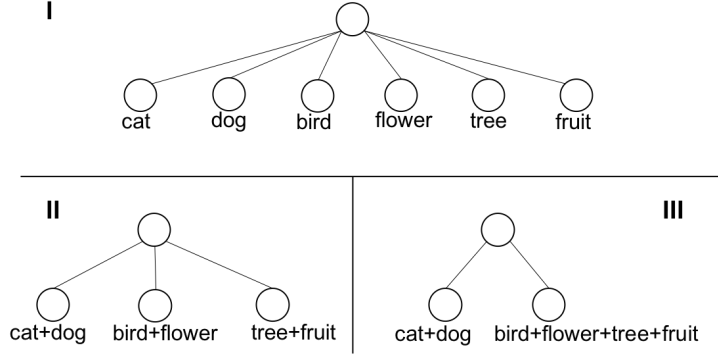 I
cat dog bird flower tree fruit
II
cat+dog bird+flower tree+fruit
III
cat+dog bird+flower+tree+fruit